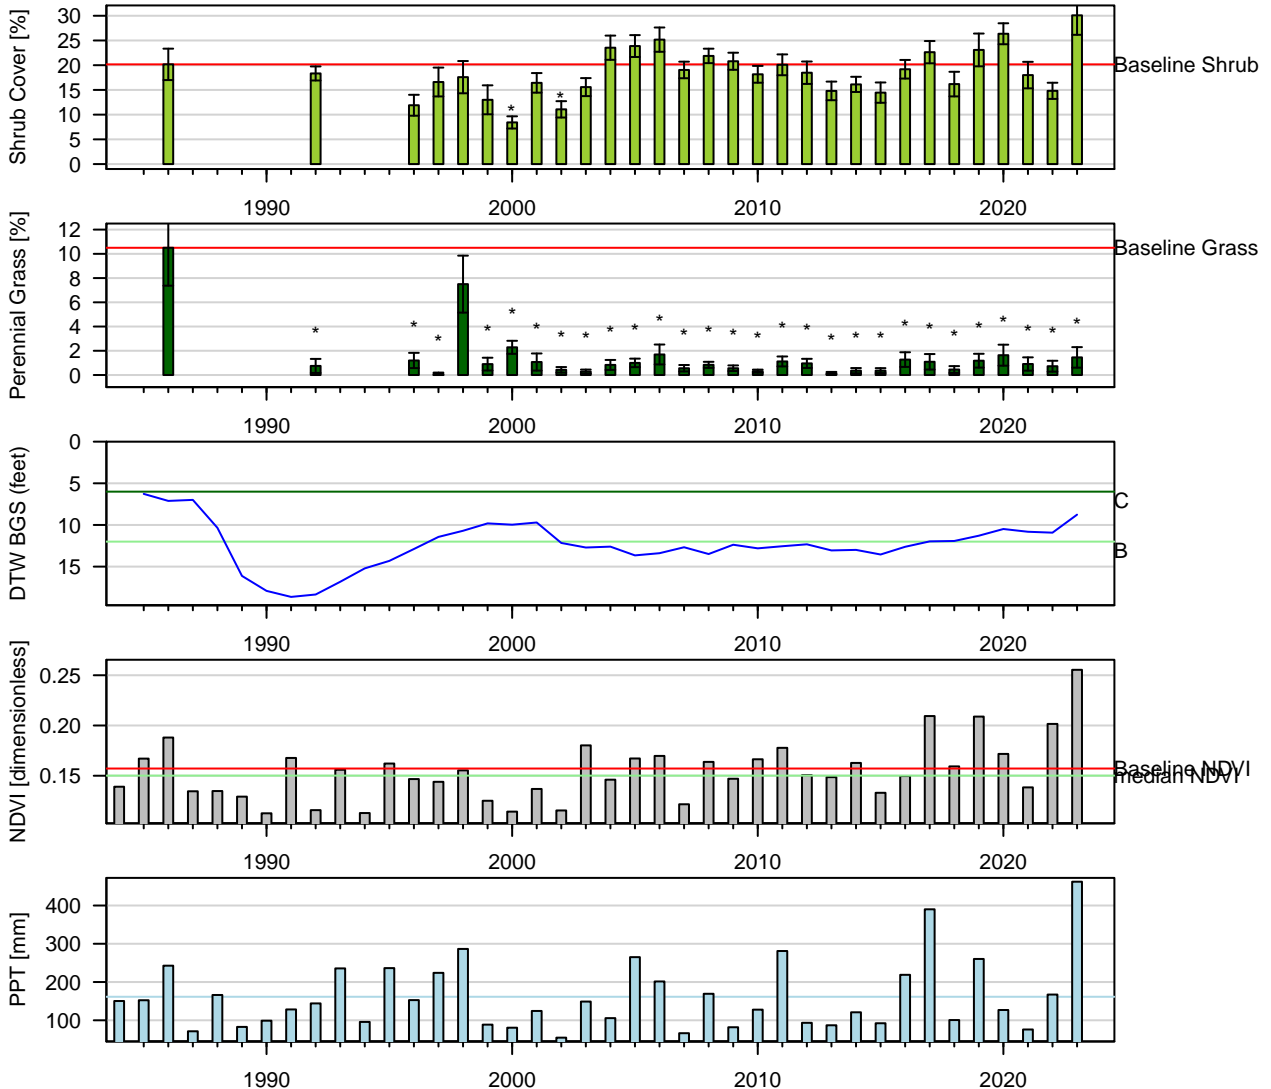 Shrub Cover [%]
30
25
20
15
10
5
0
Baseline Shrub
* *
1990 2000 2010 2020
Perennial Grass [%]
12
10
8
6
4
2
0
Baseline Grass
* * * * * * * * * * * * * * * * * * * * * * * * * * * *
1990 2000 2010 2020
DTW BGS (feet)
0
5
10
15
C
B
1990 2000 2010 2020
NDVI [dimensionless]
0.25
0.20
0.15
Baseline NDVI
median NDVI
1990 2000 2010 2020
PPT [mm]
400
300
200
100
1990 2000 2010 2020